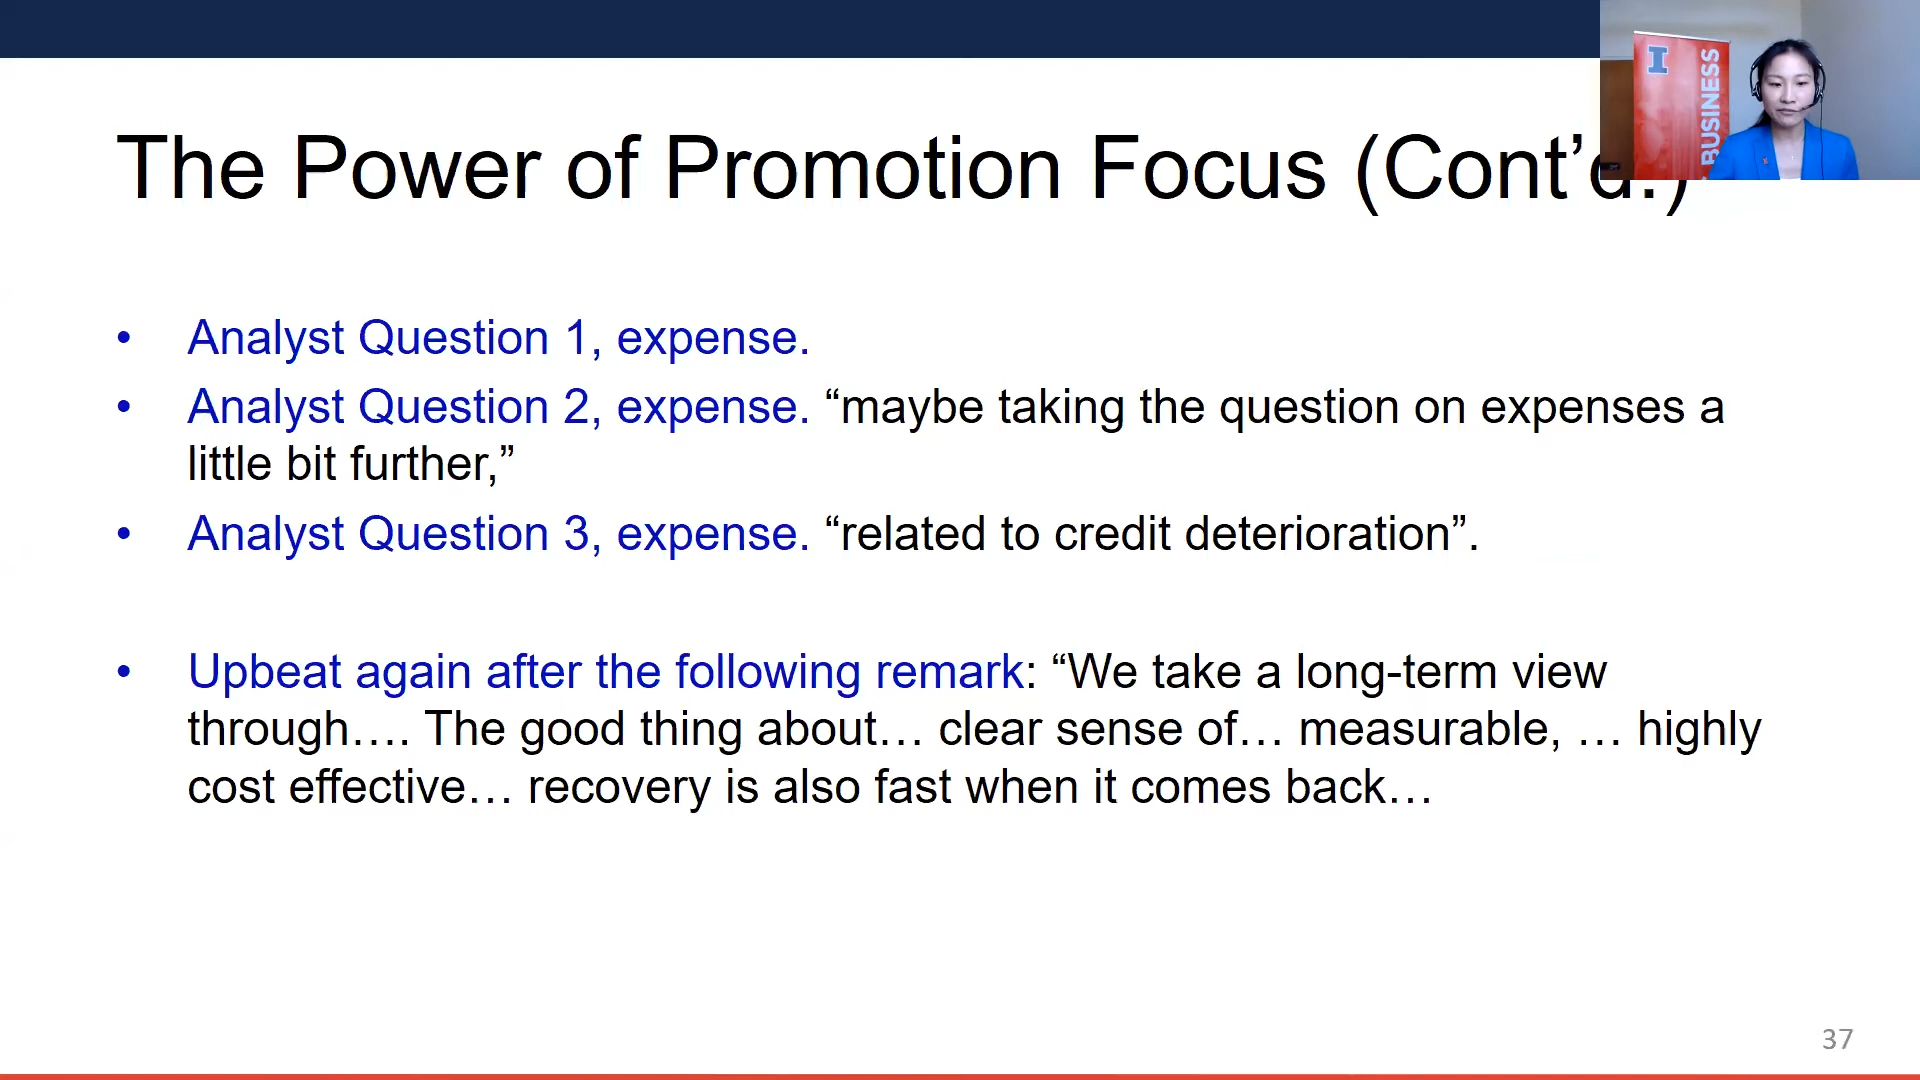 I
BUSINESS
The Power of Promotion Focus (Cont’d.)
• Analyst Question 1, expense.
• Analyst Question 2, expense. “maybe taking the question on expenses a
little bit further,”
• Analyst Question 3, expense. “related to credit deterioration”.
• Upbeat again after the following remark: “We take a long-term view
through…. The good thing about… clear sense of… measurable, … highly
cost effective… recovery is also fast when it comes back…
37